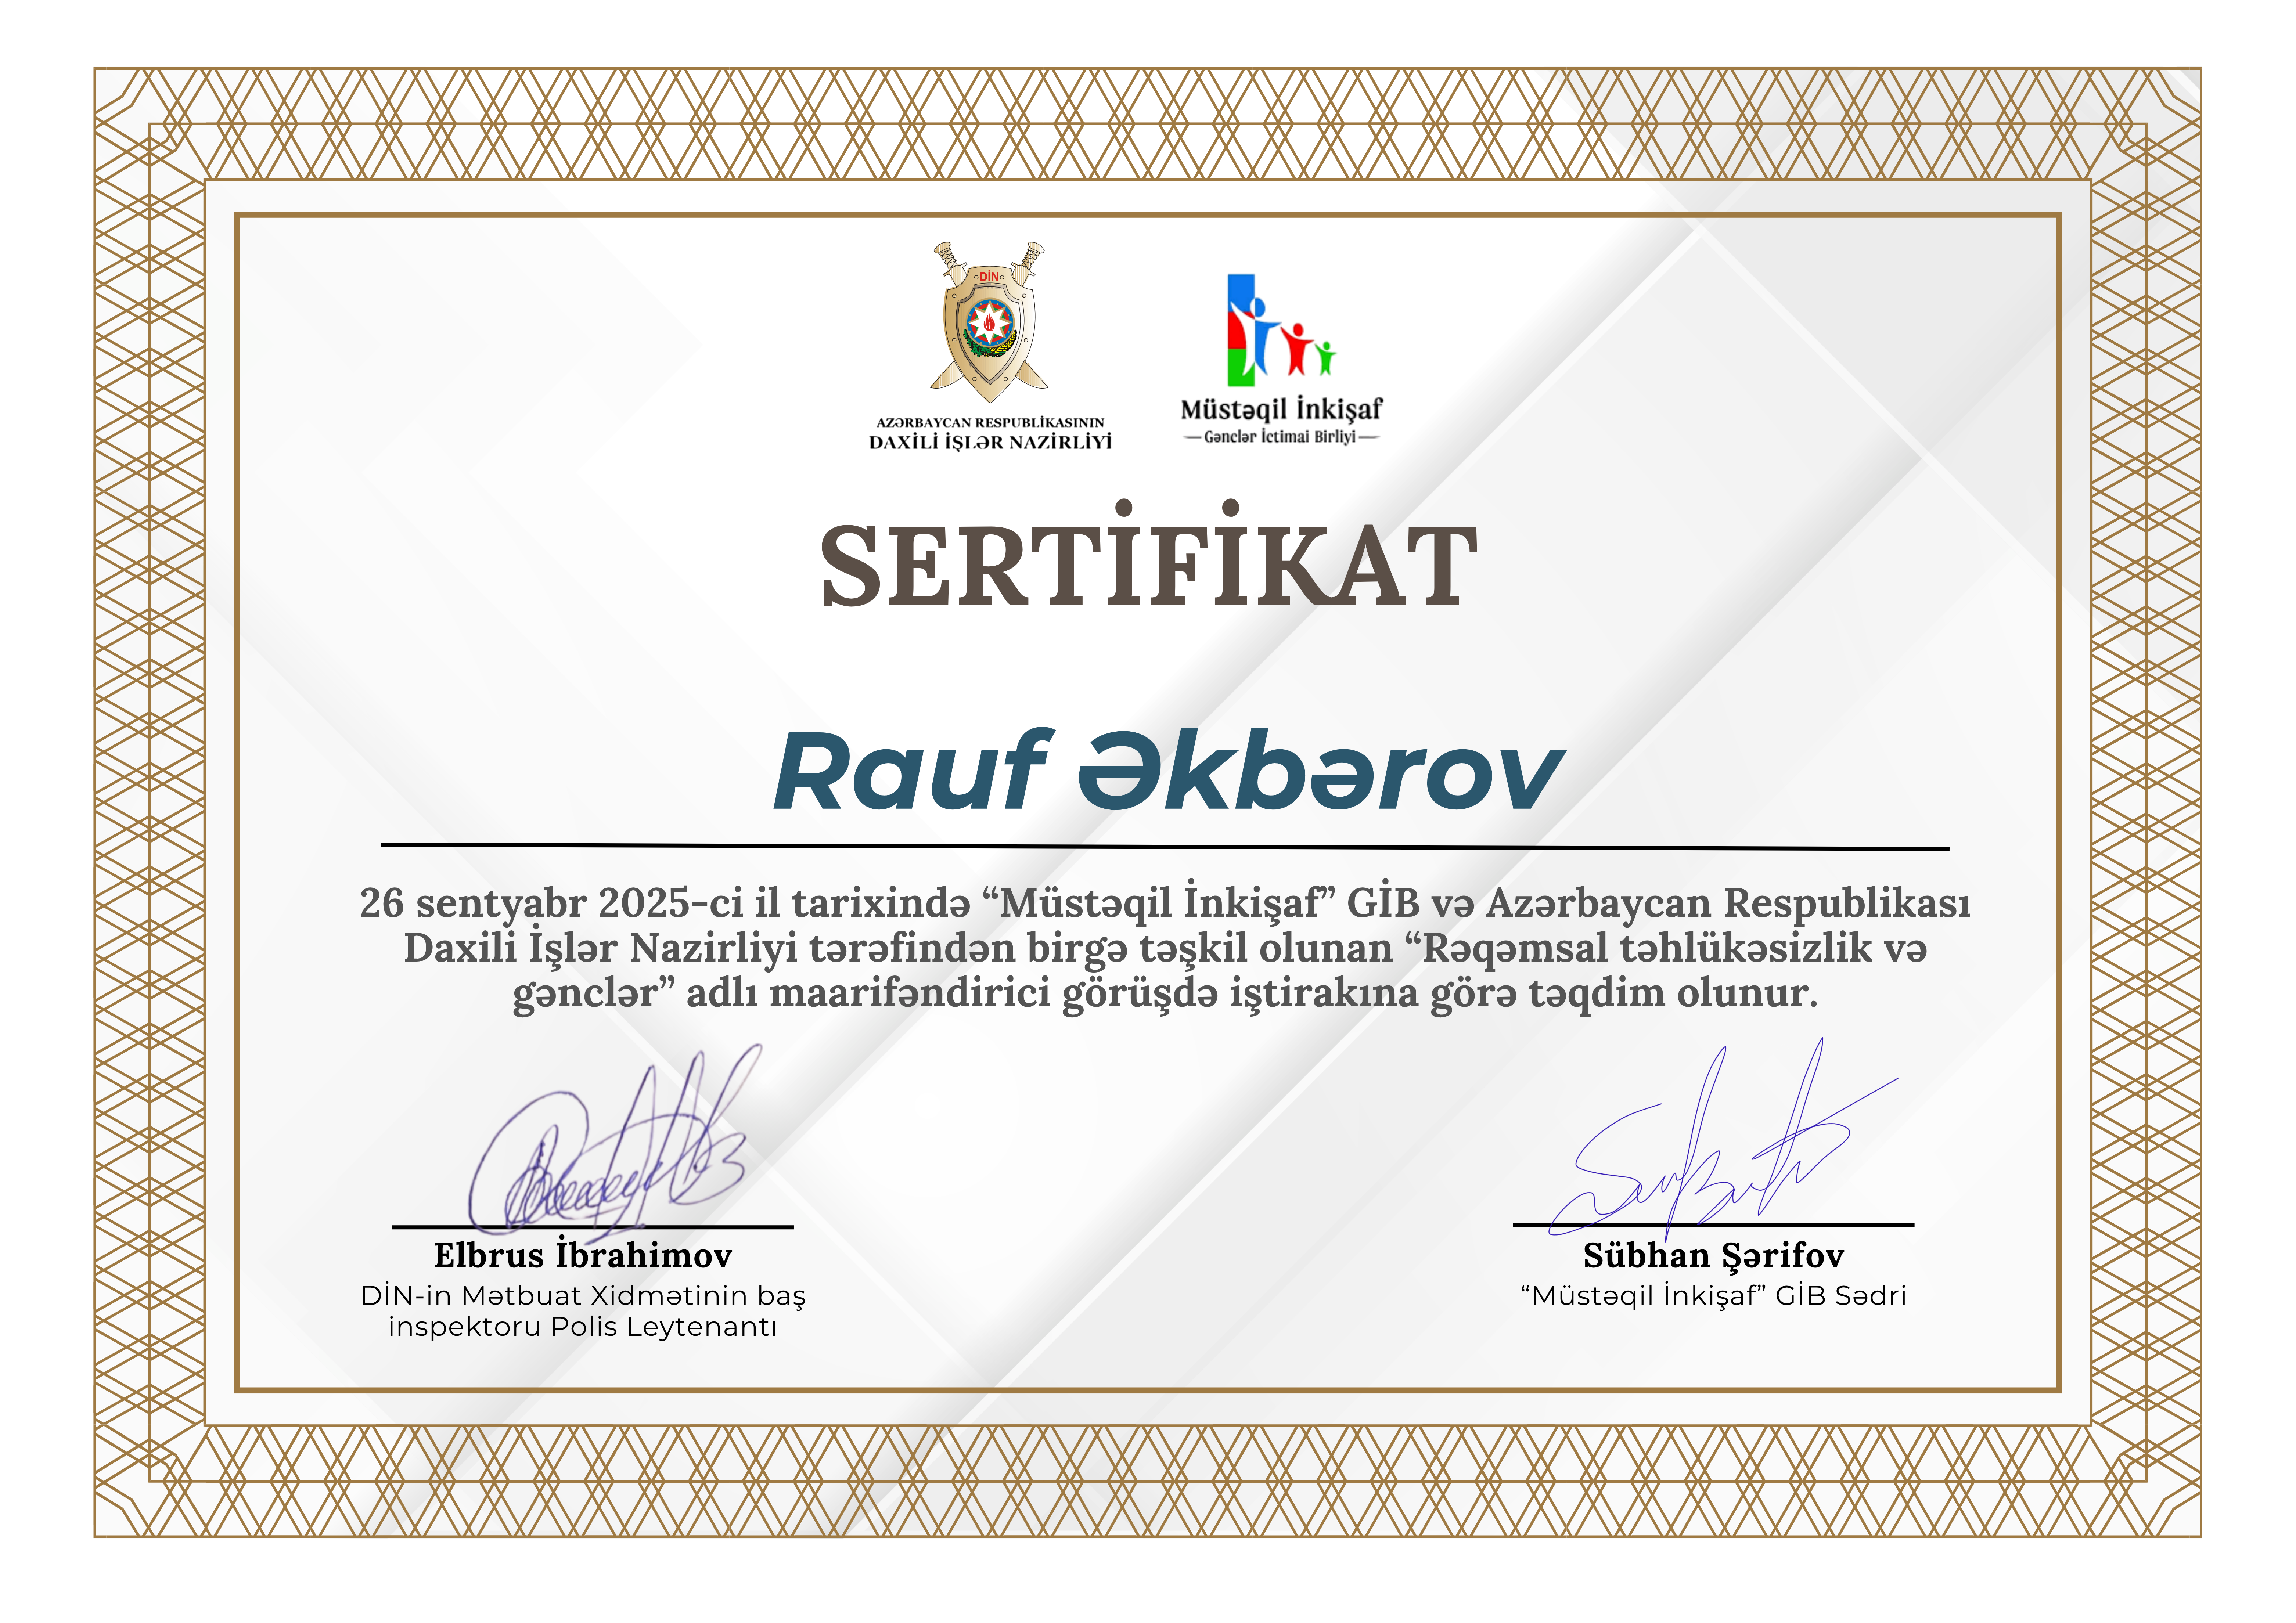 DİN
AZƏRBAYCAN RESPUBLİKASININ
DAXİLİ İŞLƏR NAZİRLİYİ
Müstəqil İnkişaf
Gənclər İctimai Birliyi
SERTİFİKAT
Rauf Əkbərov
26 sentyabr 2025-ci il tarixində “Müstəqil İnkişaf” GİB və Azərbaycan Respublikası
Daxili İşlər Nazirliyi tərəfindən birgə təşkil olunan “Rəqəmsal təhlükəsizlik və
gənclər” adlı maarifəndirici görüşdə iştirakına görə təqdim olunur.
Elbrus İbrahimov
DİN-in Mətbuat Xidmətinin baş
inspektoru Polis Leytenantı
Sübhan Şərifov
“Müstəqil İnkişaf” GİB Sədri